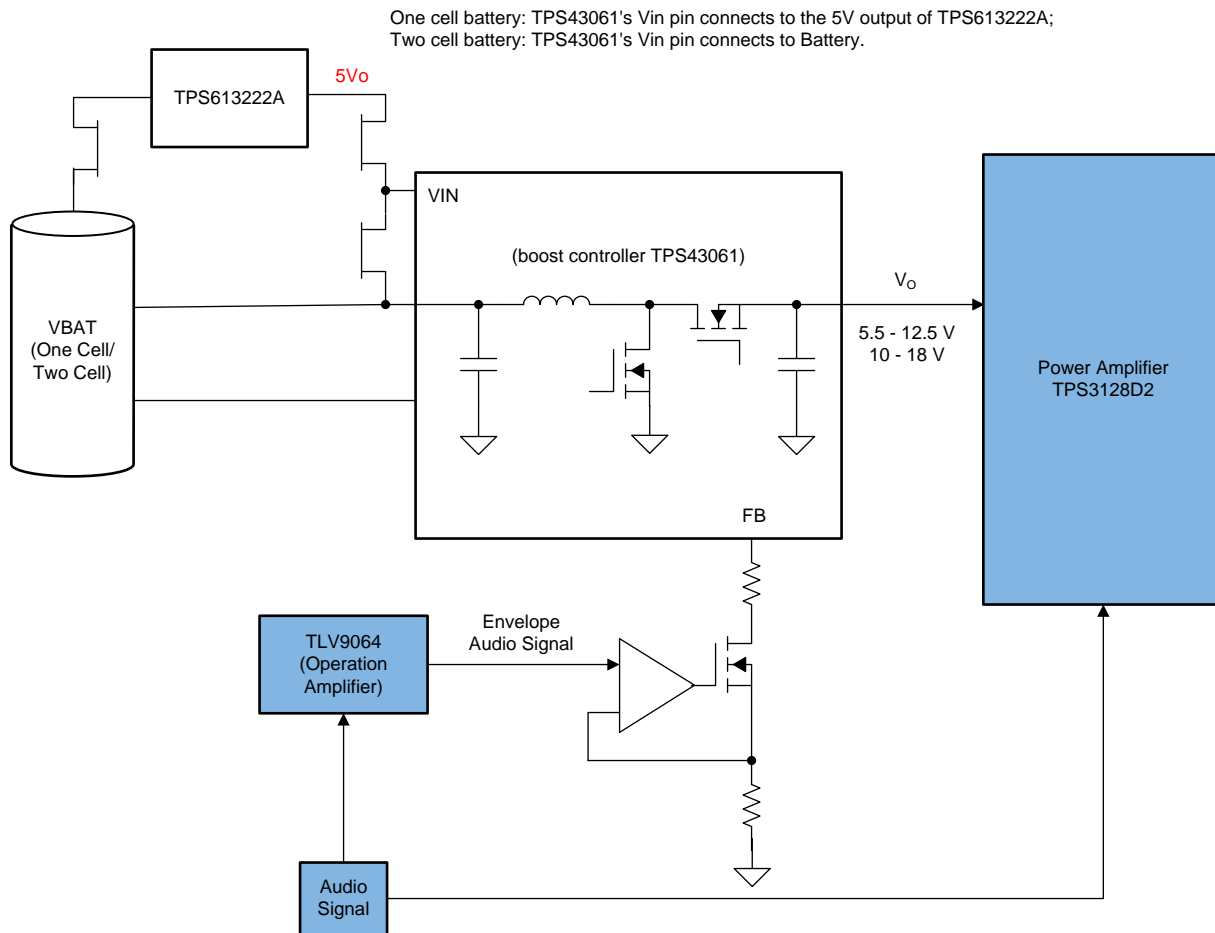 One cell battery: TPS43061's Vin pin connects to the 5V output of TPS613222A;
Two cell battery: TPS43061's Vin pin connects to Battery.
5Vo
TPS613222A
VIN
(boost controller TPS43061)
VO
5.5 - 12.5 V
10 - 18 V
VBAT
(One Cell/
Two Cell)
Power Amplifier
TPS3128D2
FB
Envelope
Audio Signal
TLV9064
(Operation
Amplifier)
Audio
Signal